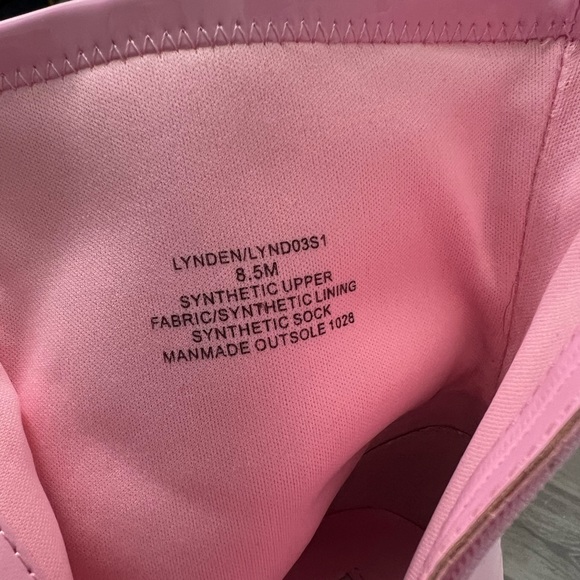 LYNDEN/LYND03S1
8.5M
SYNTHETIC UPPER
FABRIC/SYNTHETIC LINING
SYNTHETIC SOCK
MANMADE OUTSOLE 1028